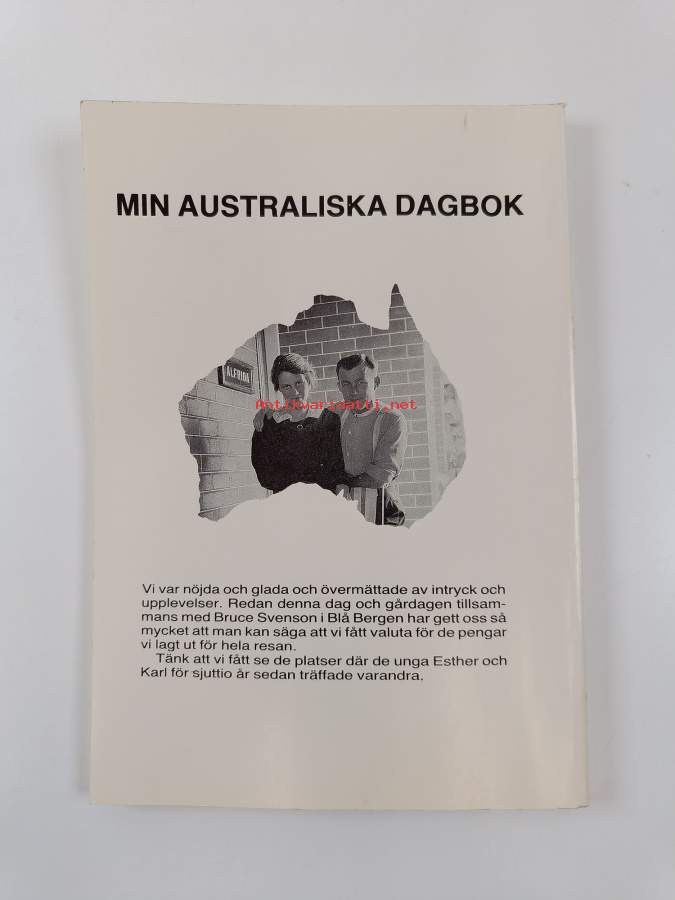 MIN AUSTRALISKA DAGBOK
ALFVINA
Antikvariaatti.net
Vi var nöjda och glada och övermättade av intryck och
upplevelser. Redan denna dag och gårdagen tillsam-
mans med Bruce Svenson i Blå Bergen har gett oss så
mycket att man kan säga att vi fått valuta för de pengar
vi lagt ut för hela resan.
Tänk att vi fått se de platser där de unga Esther och
Karl för sjuttio år sedan träffade varandra.